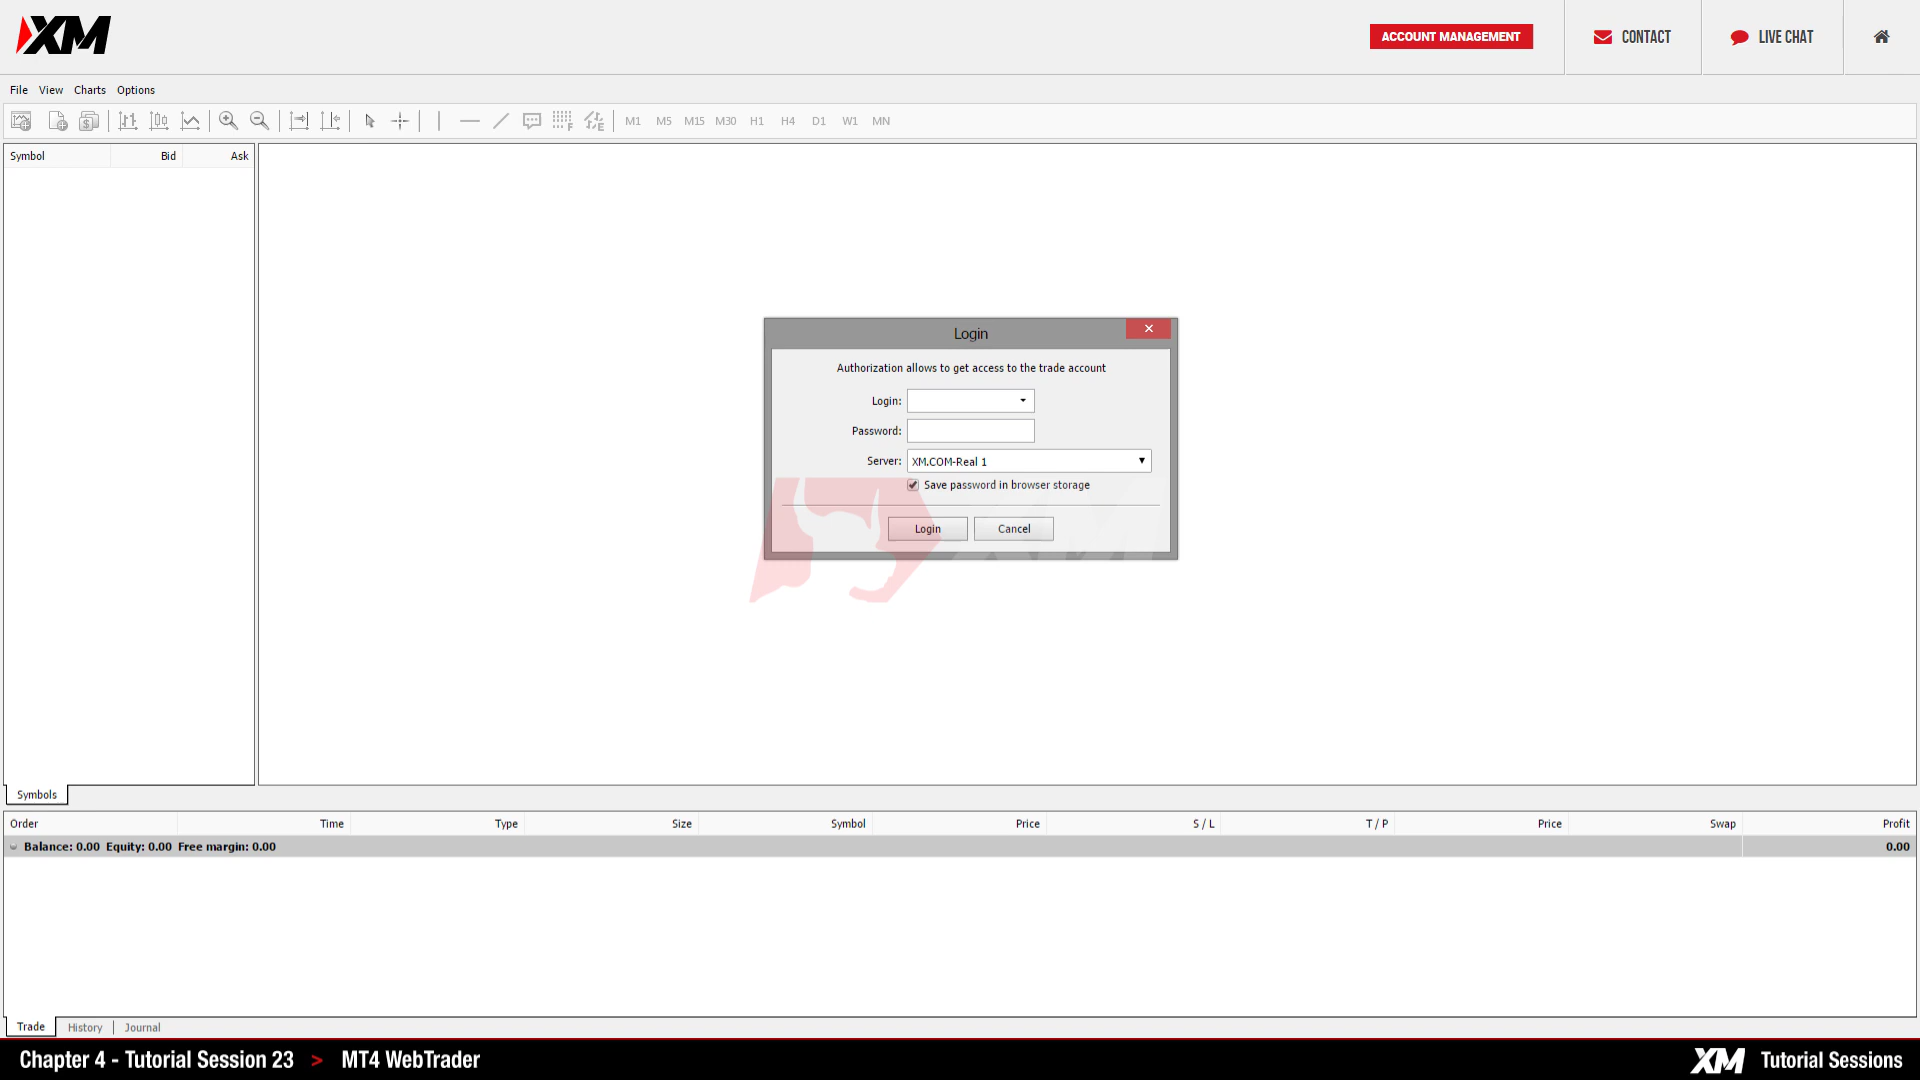 XM
ACCOUNT MANAGEMENT
CONTACT
LIVE CHAT
File View Charts Options
M1 M5 M15 M30 H1 H4 D1 W1 MN
Symbol Bid Ask
Login
Authorization allows to get access to the trade account
Login:
Password:
Server: XM.COM-Real 1
Save password in browser storage
Login Cancel
XM
Symbols
Order Time Type Size Symbol Price S / L T / P Price Swap Profit
Balance: 0.00 Equity: 0.00 Free margin: 0.00 0.00
Trade History Journal
Chapter 4 - Tutorial Session 23 > MT4 WebTrader XM Tutorial Sessions